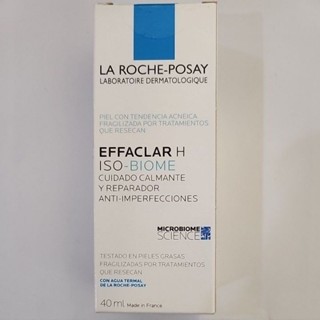 LA ROCHE-POSAY
LABORATOIRE DERMATOLOGIQUE
PIEL CON TENDENCIA ACNEICA
FRAGILIZADA POR TRATAMIENTOS
QUE RESECAN
EFFACLAR H
ISO-BIOME
CUIDADO CALMANTE
Y REPARADOR
ANTI-IMPERFECCIONES
MICROBIOME
SCIENCE
TESTADO EN PIELES GRASAS
FRAGILIZADAS POR TRATAMIENTOS
QUE RESECAN
CON AGUA TERMAL
DE LA ROCHE-POSAY
40 ml Made in France